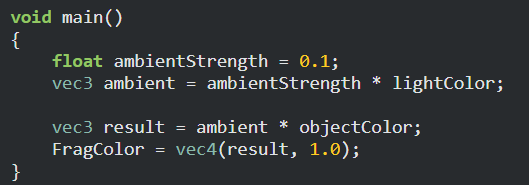 void main()
{
    float ambientStrength = 0.1;
    vec3 ambient = ambientStrength * lightColor;

    vec3 result = ambient * objectColor;
    FragColor = vec4(result, 1.0);
}